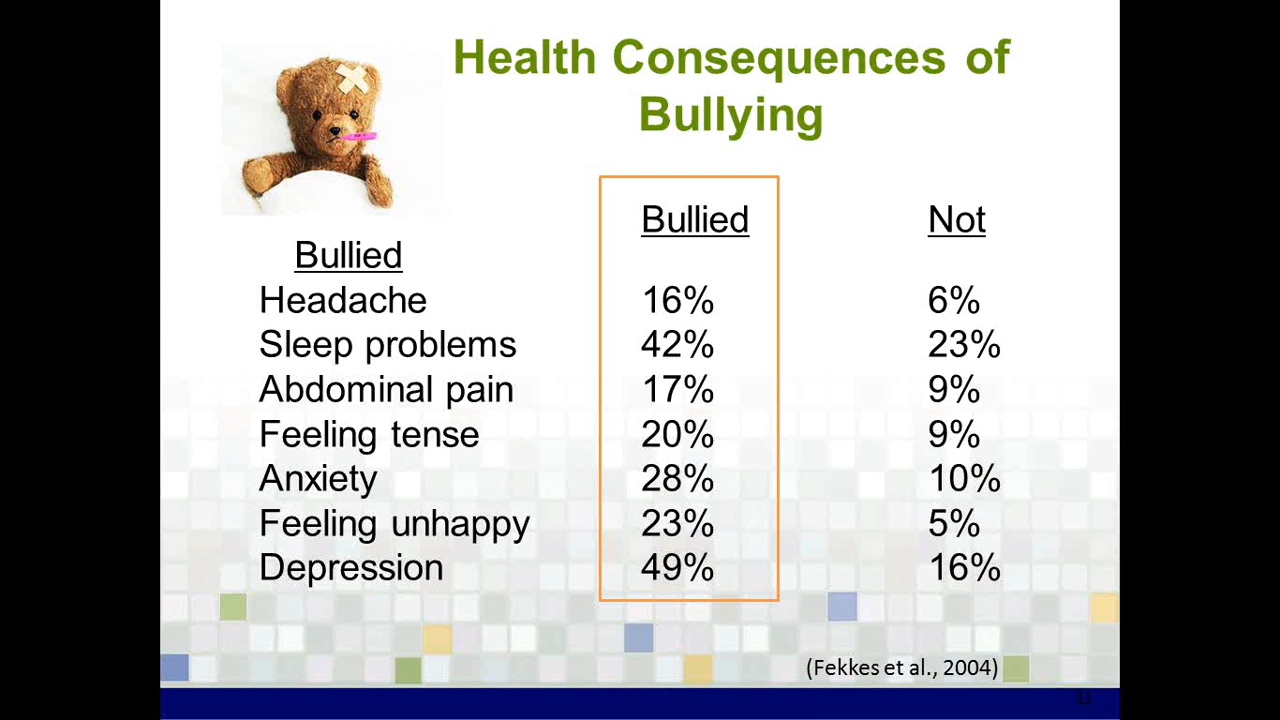 Health Consequences of
Bullying
Bullied Not
Bullied
Headache 16% 6%
Sleep problems 42% 23%
Abdominal pain 17% 9%
Feeling tense 20% 9%
Anxiety 28% 10%
Feeling unhappy 23% 5%
Depression 49% 16%
(Fekkes et al., 2004)
11